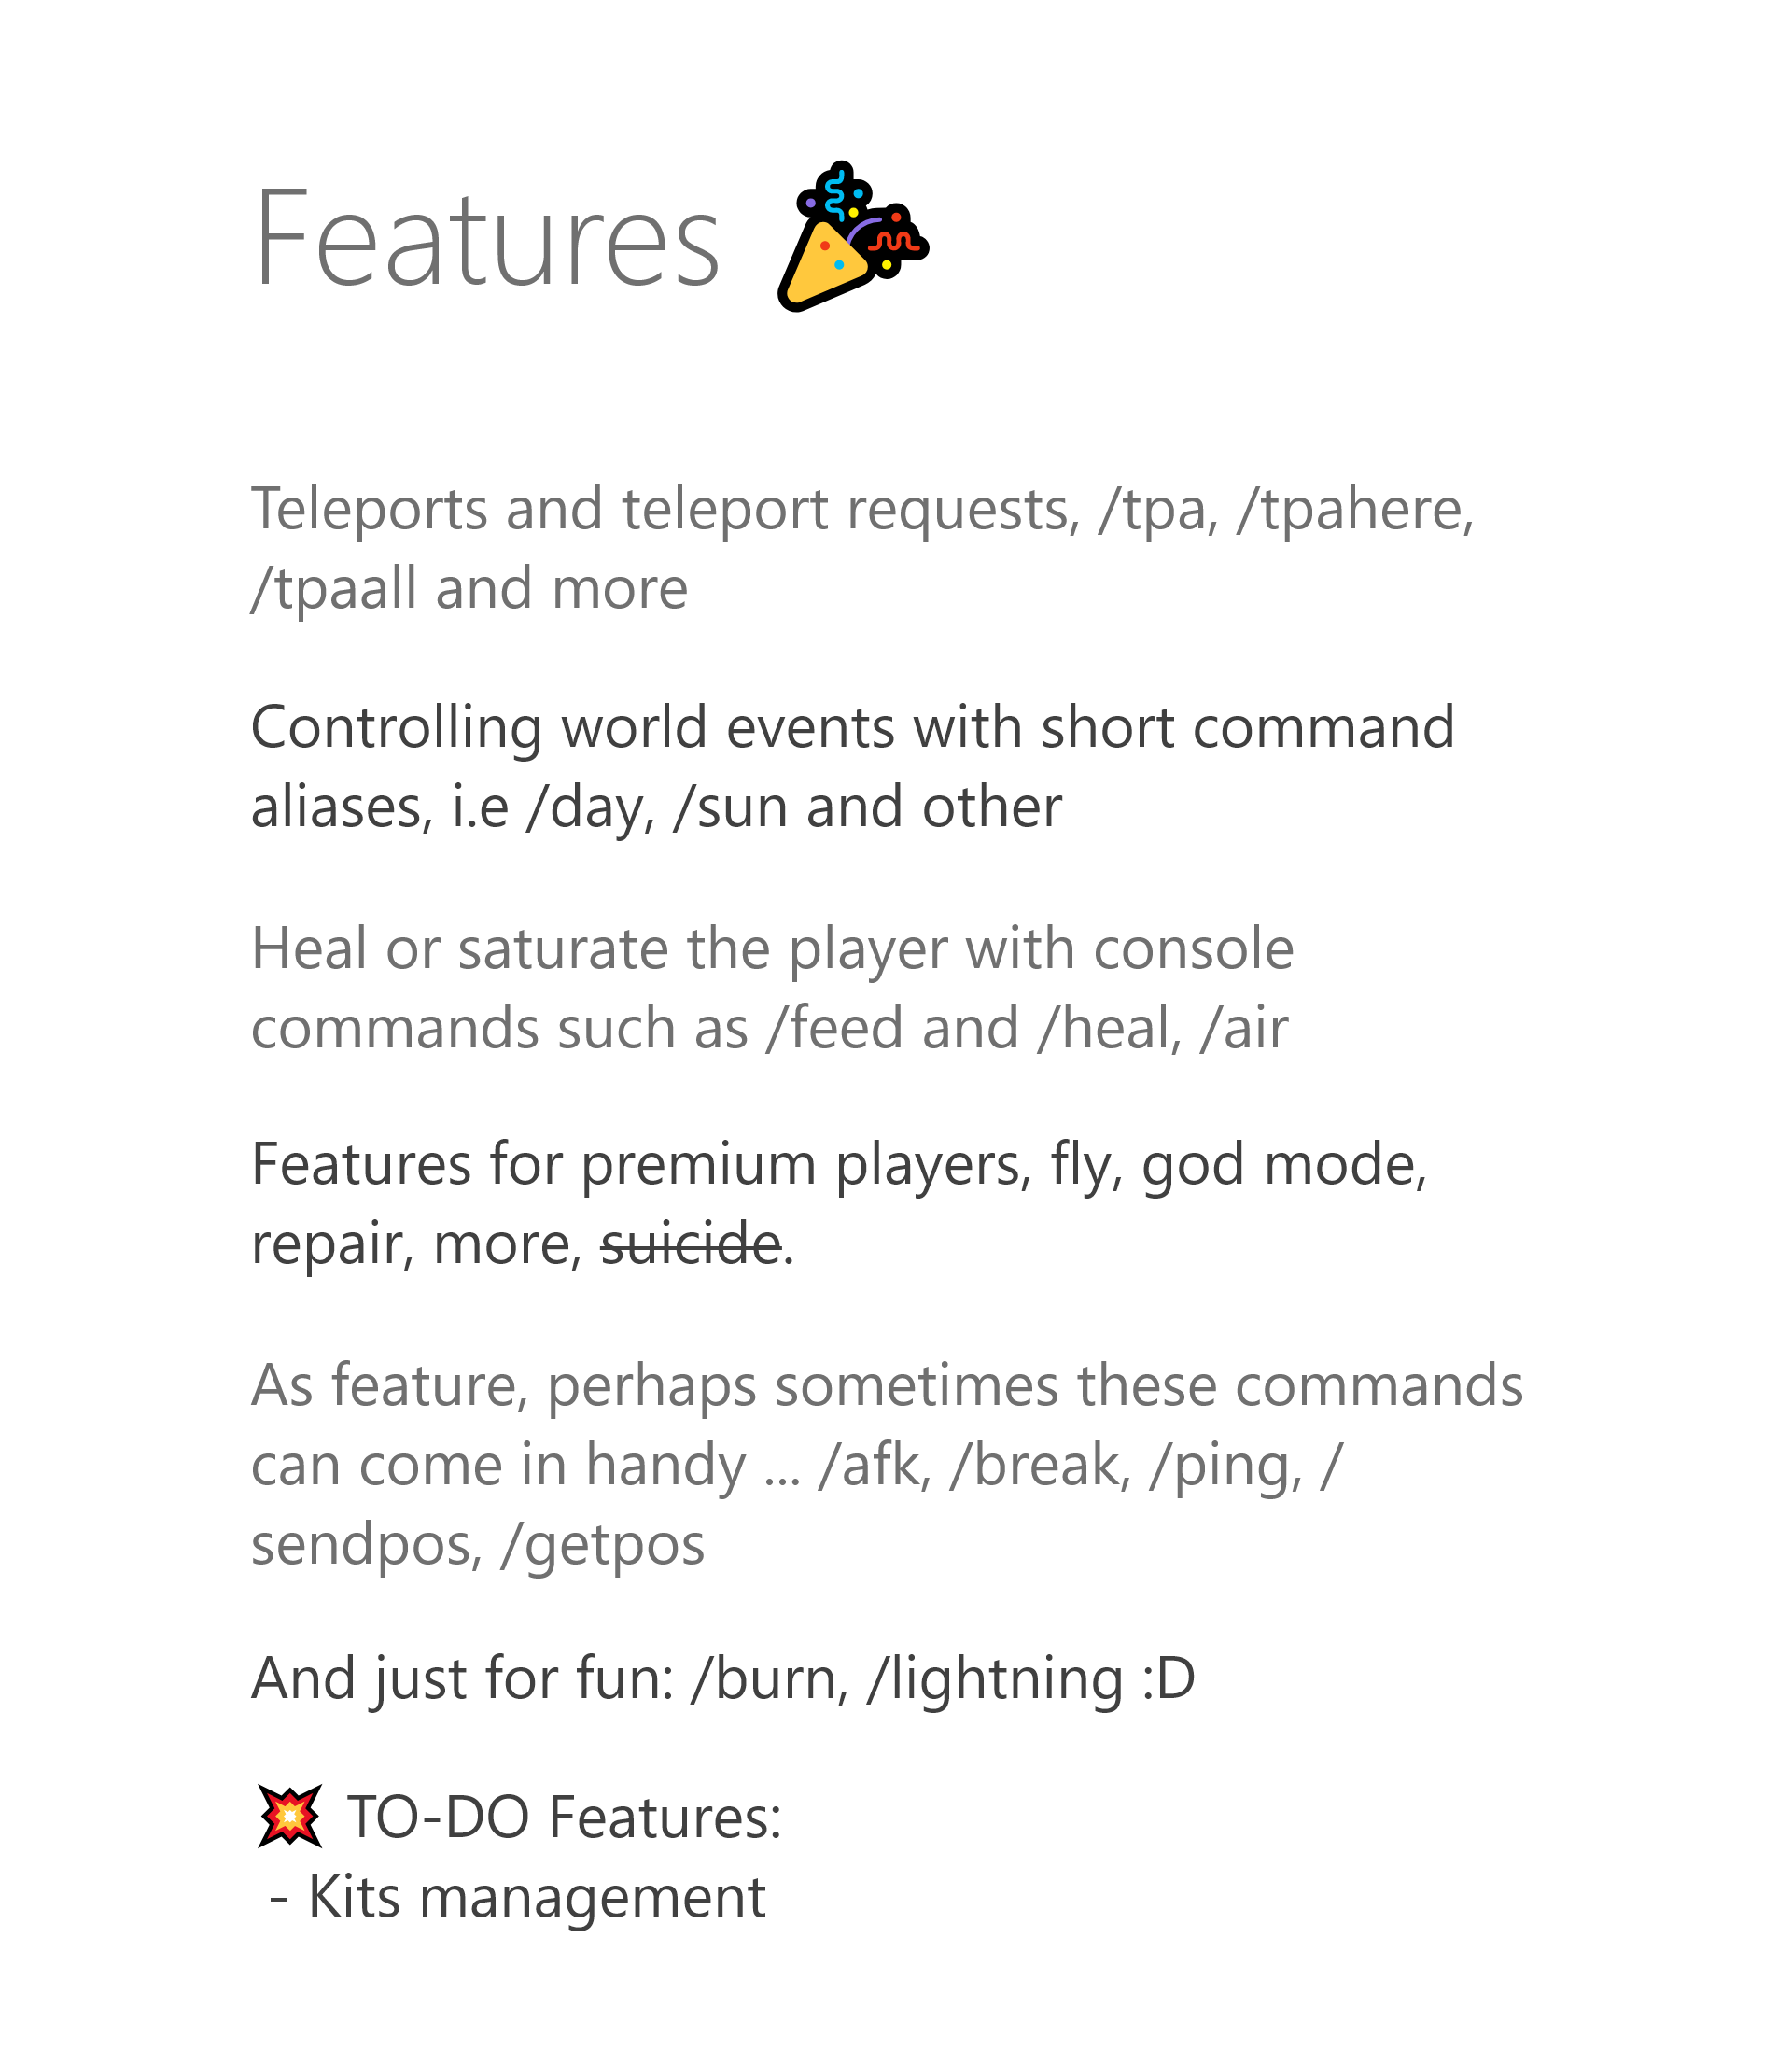 Features 🎉
Teleports and teleport requests, /tpa, /tpahere,
/tpaall and more
Controlling world events with short command
aliases, i.e /day, /sun and other
Heal or saturate the player with console
commands such as /feed and /heal, /air
Features for premium players, fly, god mode,
repair, more, suicide.
As feature, perhaps sometimes these commands
can come in handy ... /afk, /break, /ping, /
sendpos, /getpos
And just for fun: /burn, /lightning :D
💥 TO-DO Features:
- Kits management